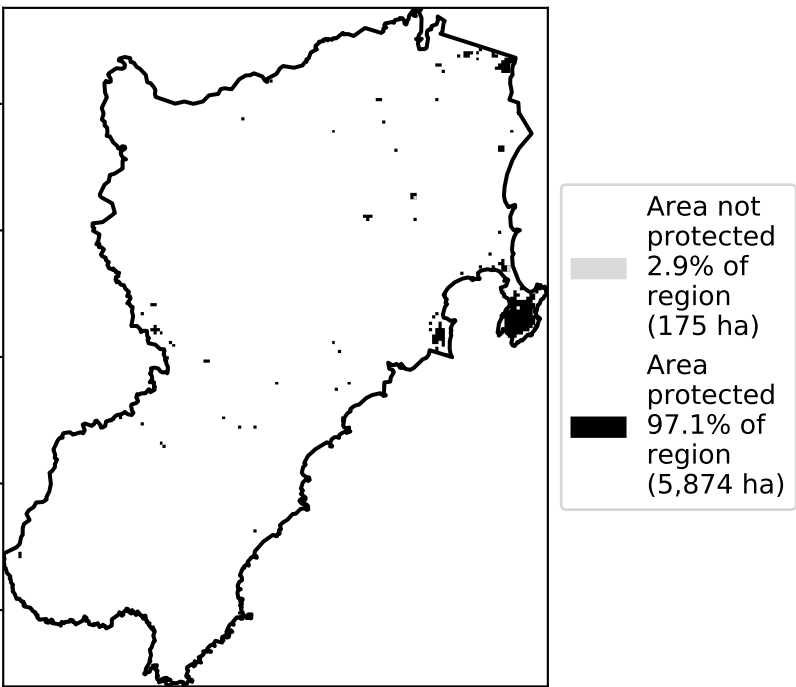 Area not
protected
2.9% of
region
(175 ha)
Area
protected
97.1% of
region
(5,874 ha)